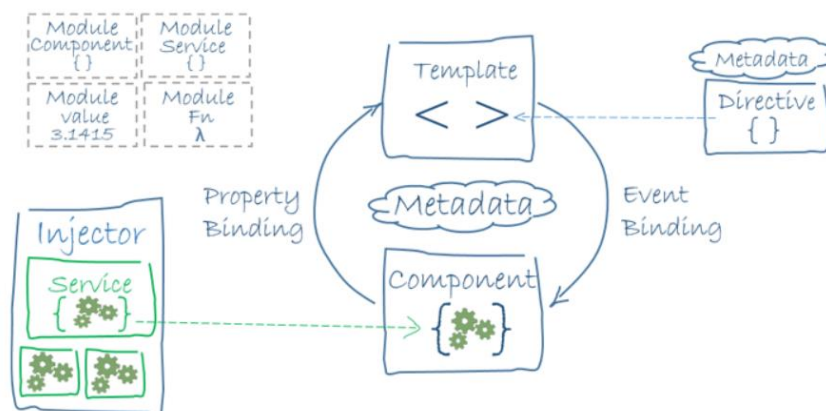 Module
Component
{ }
Module
Service
{ }
Module
value
3.1415
Module
Fn
λ
Template
< >
Metadata
Directive
{ }
Property
Binding
Metadata
Event
Binding
Injector
Service
{ }
Component
{ }